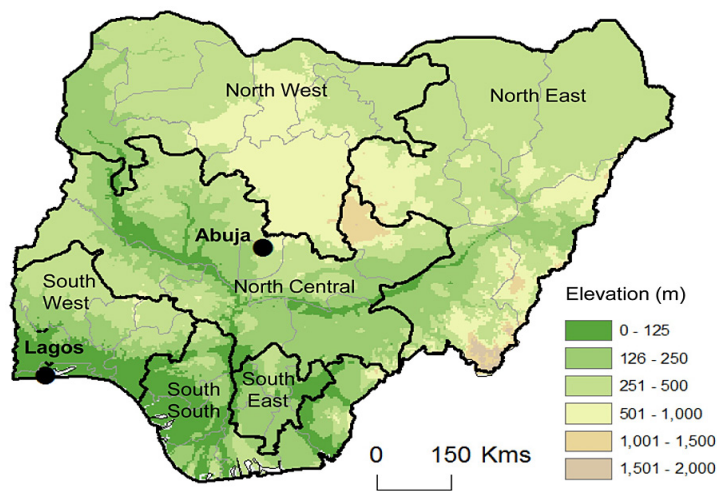 North West
North East
Abuja
North Central
South
West
Lagos
South
South
South
East
Elevation (m)
0 - 125
126 - 250
251 - 500
501 - 1,000
1,001 - 1,500
1,501 - 2,000
0 150 Kms